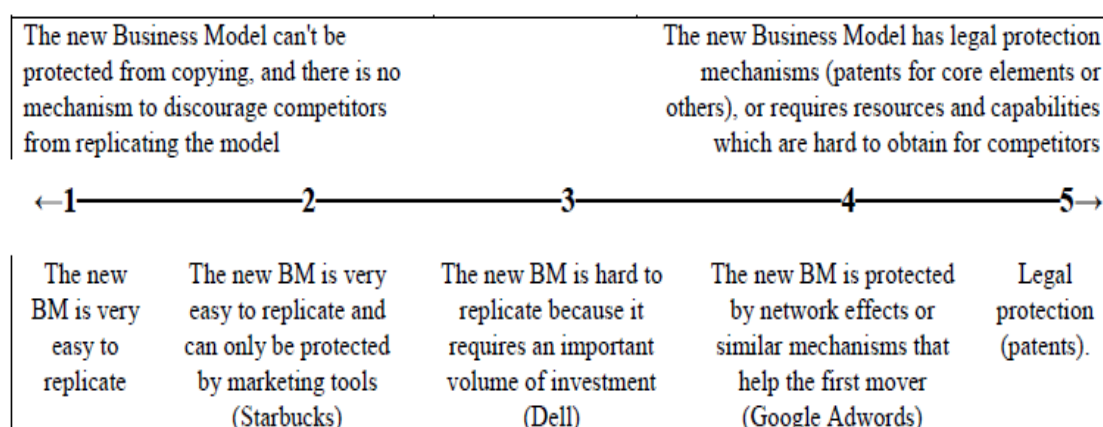 The new Business Model can't be
protected from copying, and there is no
mechanism to discourage competitors
from replicating the model
The new Business Model has legal protection
mechanisms (patents for core elements or
others), or requires resources and capabilities
which are hard to obtain for competitors
←1 2 3 4 5→
The new
BM is very
easy to
replicate
The new BM is very
easy to replicate and
can only be protected
by marketing tools
(Starbucks)
The new BM is hard to
replicate because it
requires an important
volume of investment
(Dell)
The new BM is protected
by network effects or
similar mechanisms that
help the first mover
(Google Adwords)
Legal
protection
(patents).